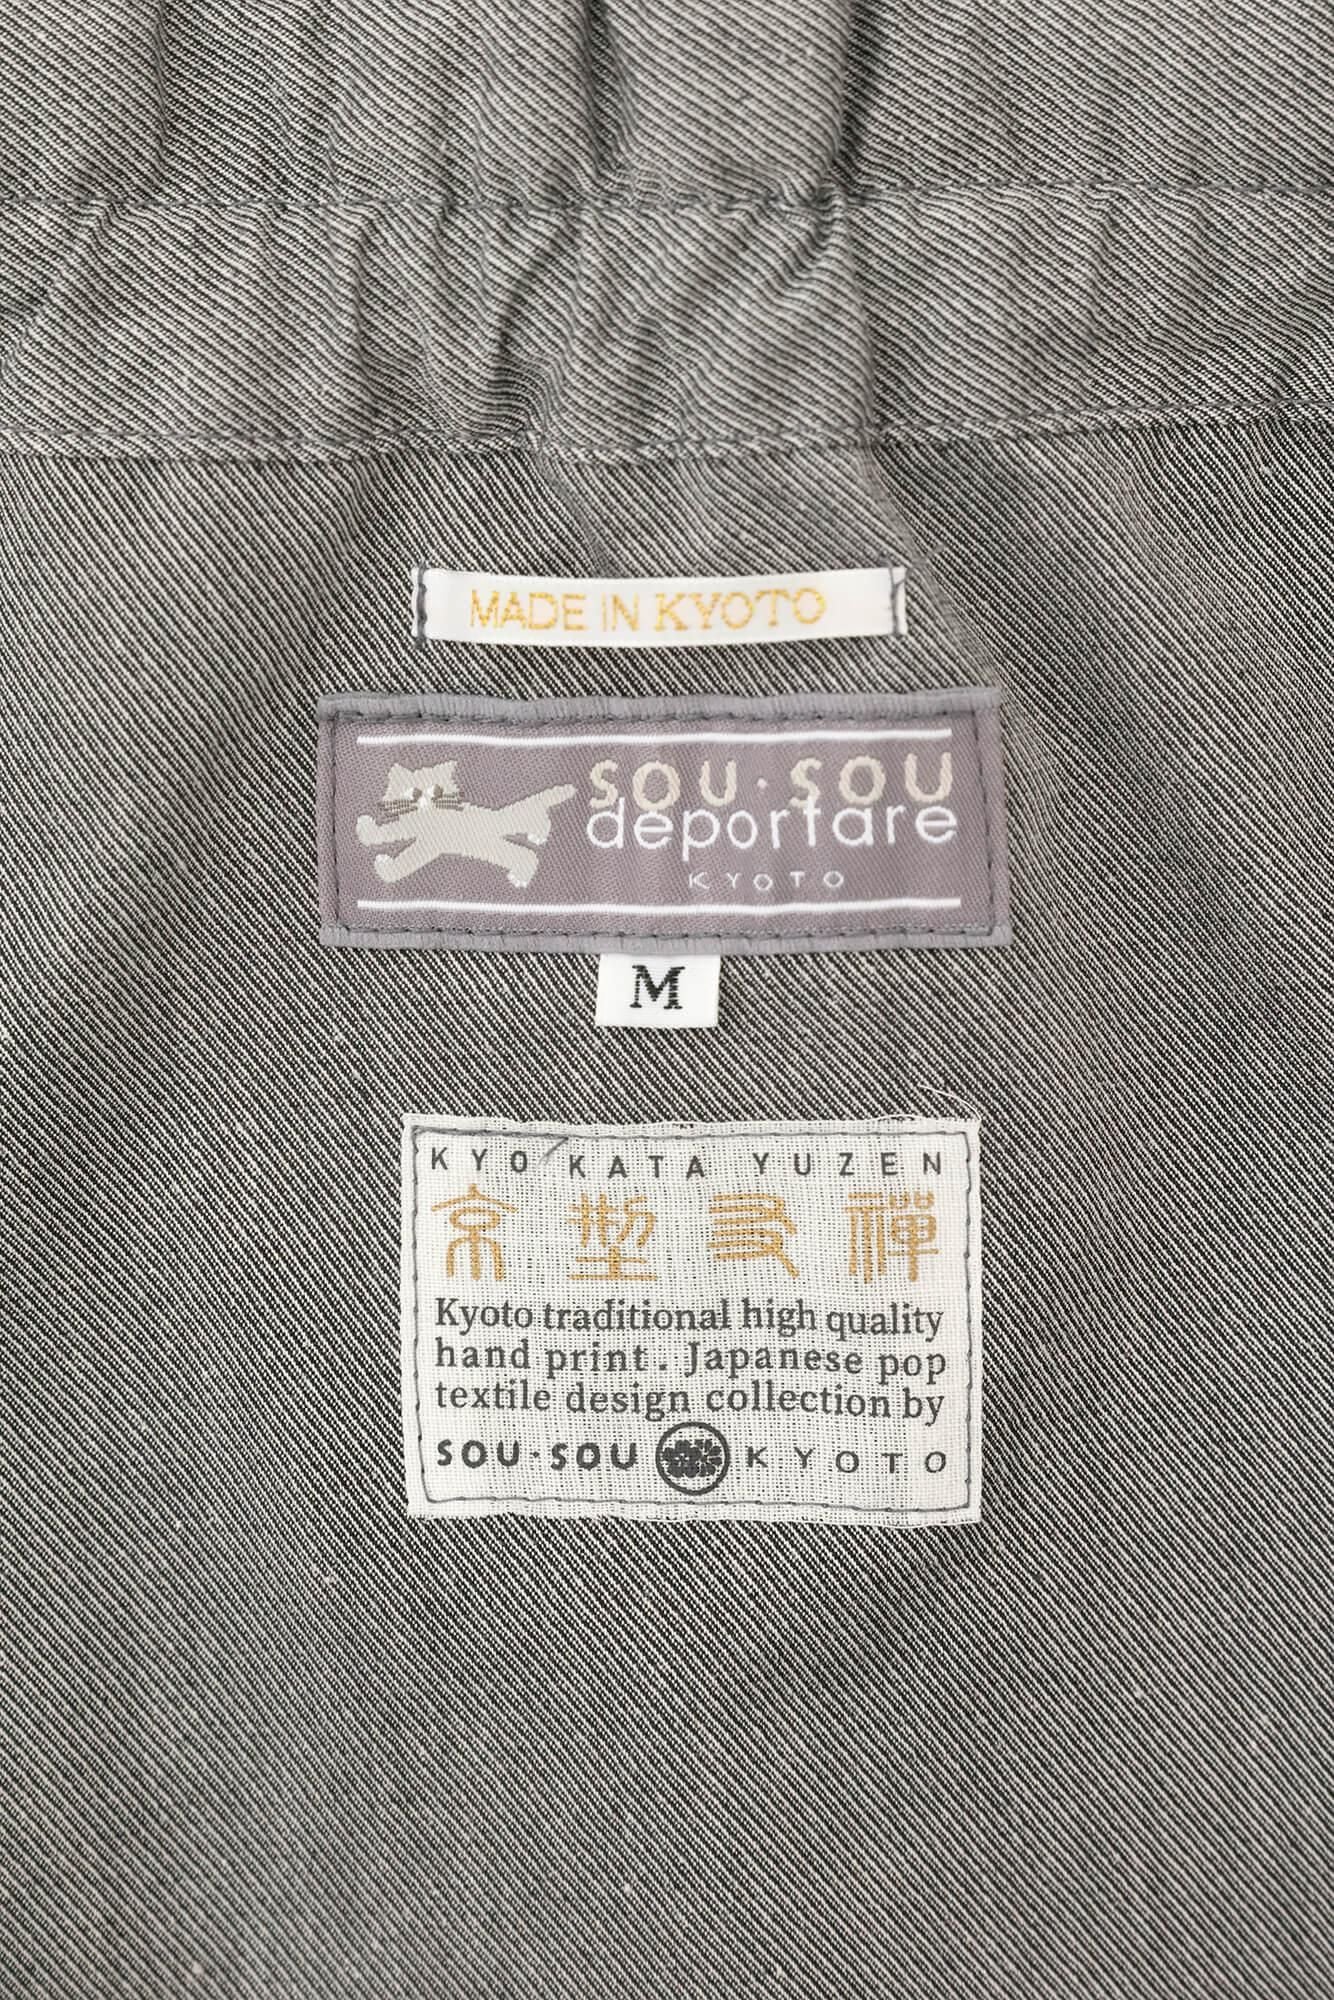 MADE IN KYOTO
SOU・SOU
deportare
KYOTO
M
KYO KATA YUZEN
京型友禅
Kyoto traditional high quality
hand print. Japanese pop
textile design collection by
SOU・SOU KYOTO